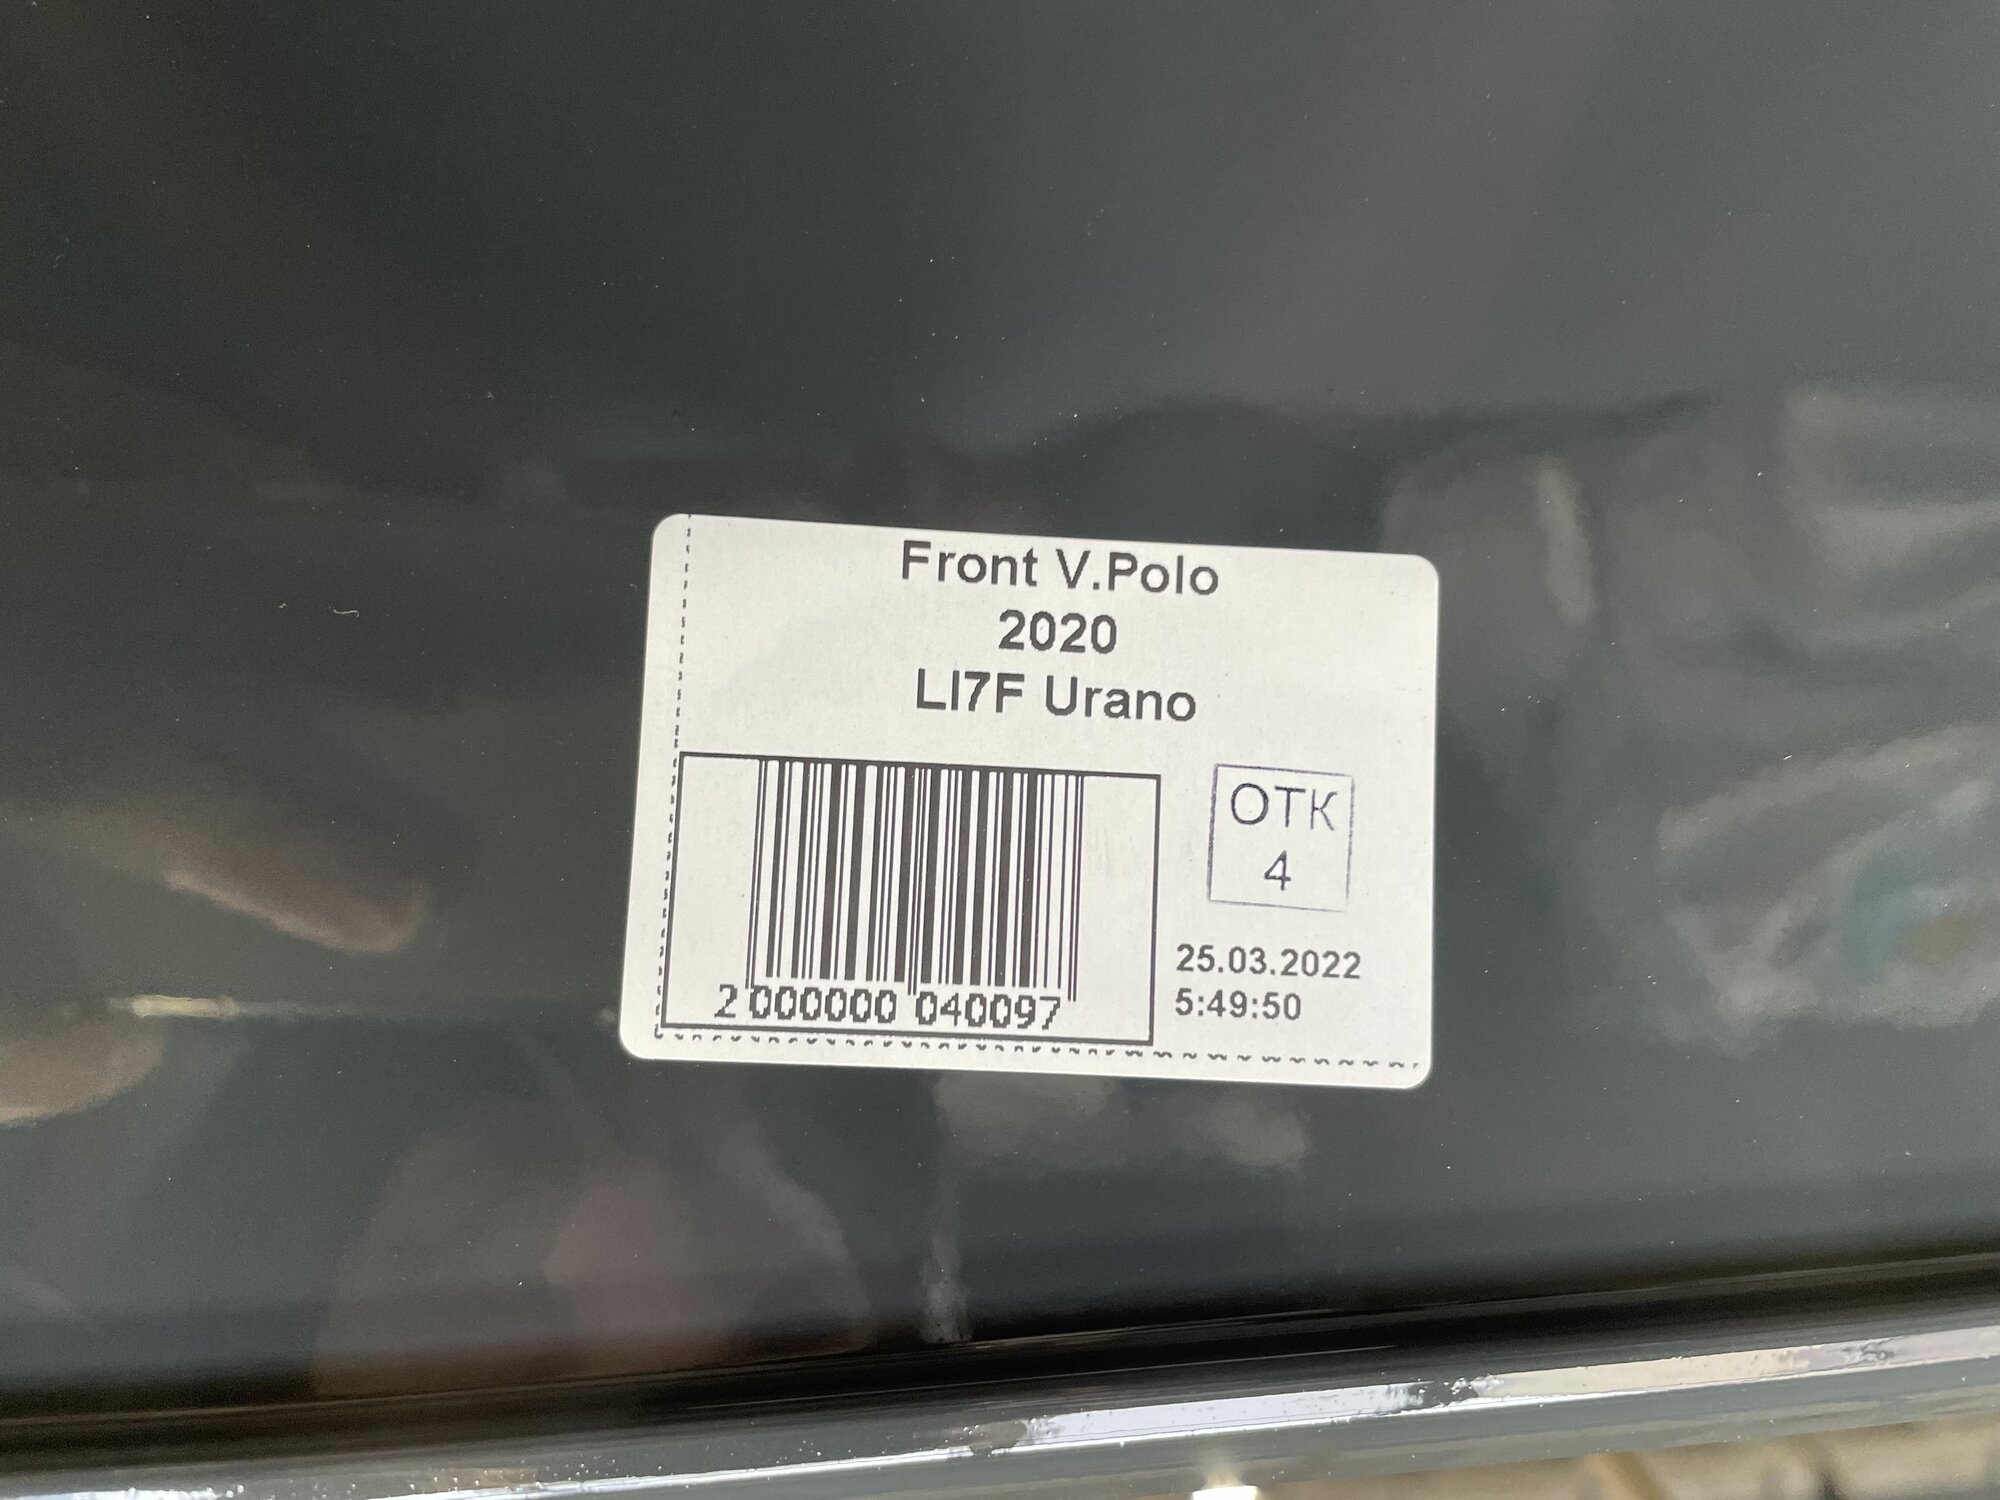 Front V.Polo
2020
LI7F Urano
ОТК
4
25.03.2022
5:49:50
2 000000 040097